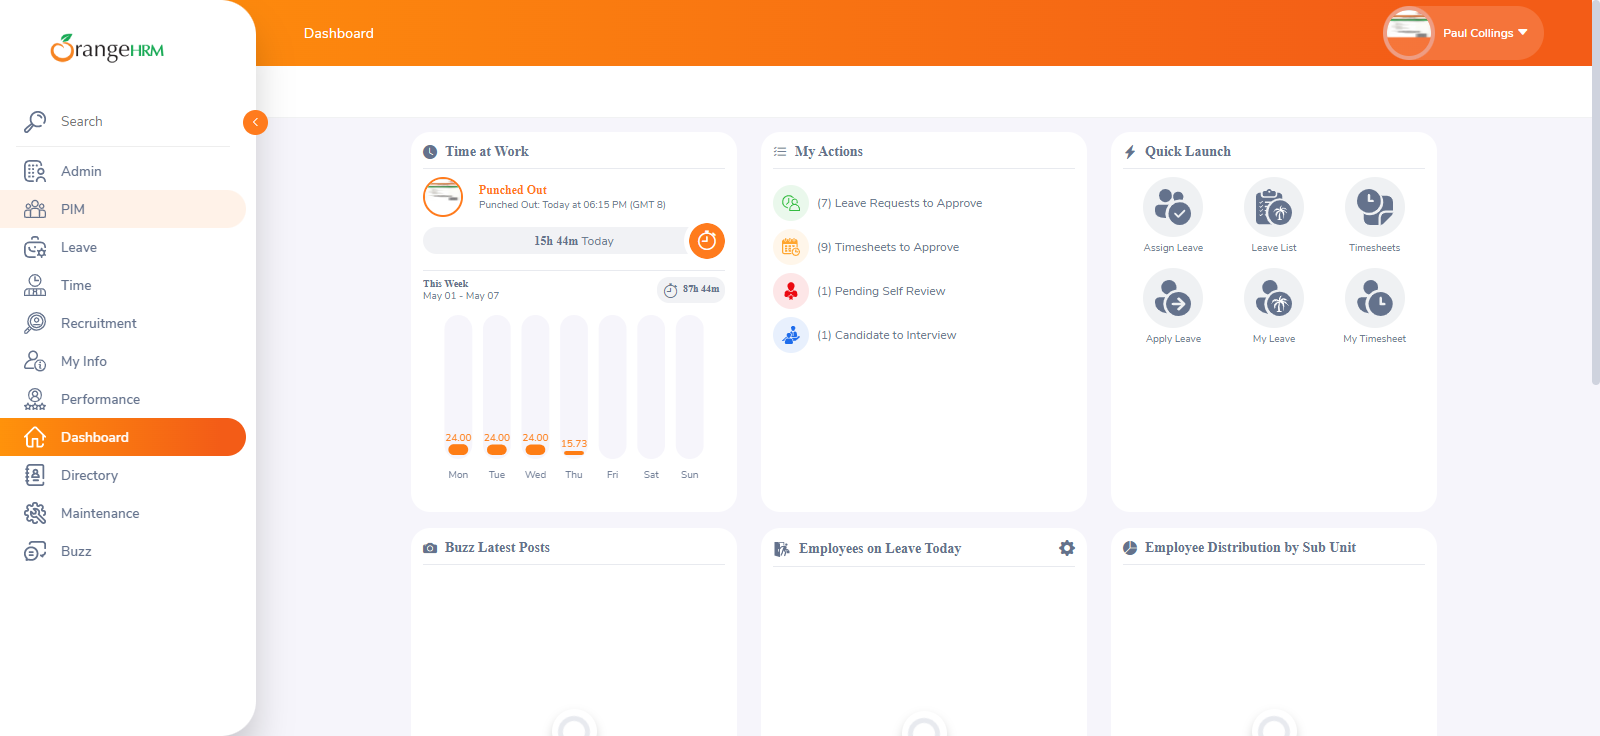 OrangeHRM
Dashboard
Paul Collings
Search
Admin
PIM
Leave
Time
Recruitment
My Info
Performance
Dashboard
Directory
Maintenance
Buzz
Time at Work
Punched Out
Punched Out: Today at 06:15 PM (GMT 8)
15h 44m Today
This Week
May 01 - May 07
87h 44m
24.00 24.00 24.00 15.73
Mon Tue Wed Thu Fri Sat Sun
My Actions
(7) Leave Requests to Approve
(9) Timesheets to Approve
(1) Pending Self Review
(1) Candidate to Interview
Quick Launch
Assign Leave Leave List Timesheets
Apply Leave My Leave My Timesheet
Buzz Latest Posts
Employees on Leave Today
Employee Distribution by Sub Unit